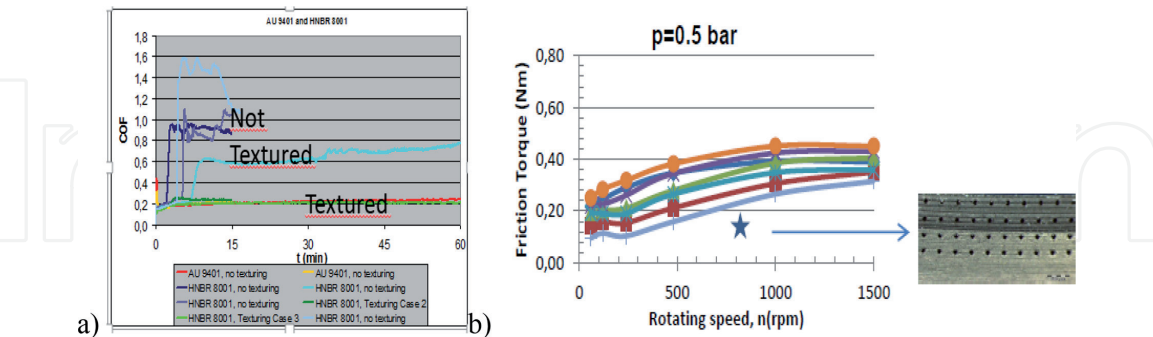 AU 9401 and HNBR 8001
COF
1,8
1,6
1,4
1,2
1,0
0,8
0,6
0,4
0,2
0,0
Not
Textured
Textured
0
15
30
45
60
t (min)
AU 9401, no texturing
AU 9401, no texturing
HNBR 8001, no texturing
HNBR 8001, no texturing
HNBR 8001, no texturing
HNBR 8001, Texturing Case 2
HNBR 8001, Texturing Case 3
HNBR 8001, no texturing
a)
p=0.5 bar
Friction Torque (Nm)
0,80
0,60
0,40
0,20
0,00
0
500
1000
1500
Rotating speed, n(rpm)
b)